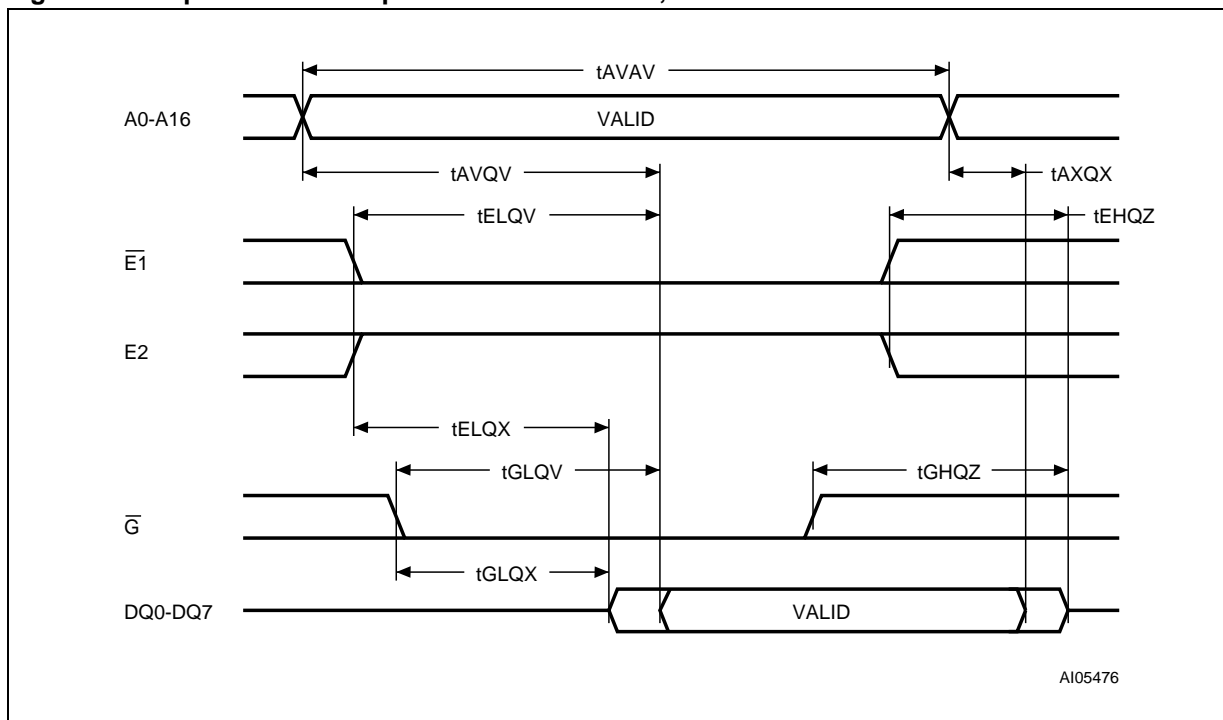 tAVAV
A0-A16
VALID
tAVQV
tAXQX
tELQV
tEHQZ
E1
E2
tELQX
tGLQV
tGHQZ
G
tGLQX
DQ0-DQ7
VALID
AI05476